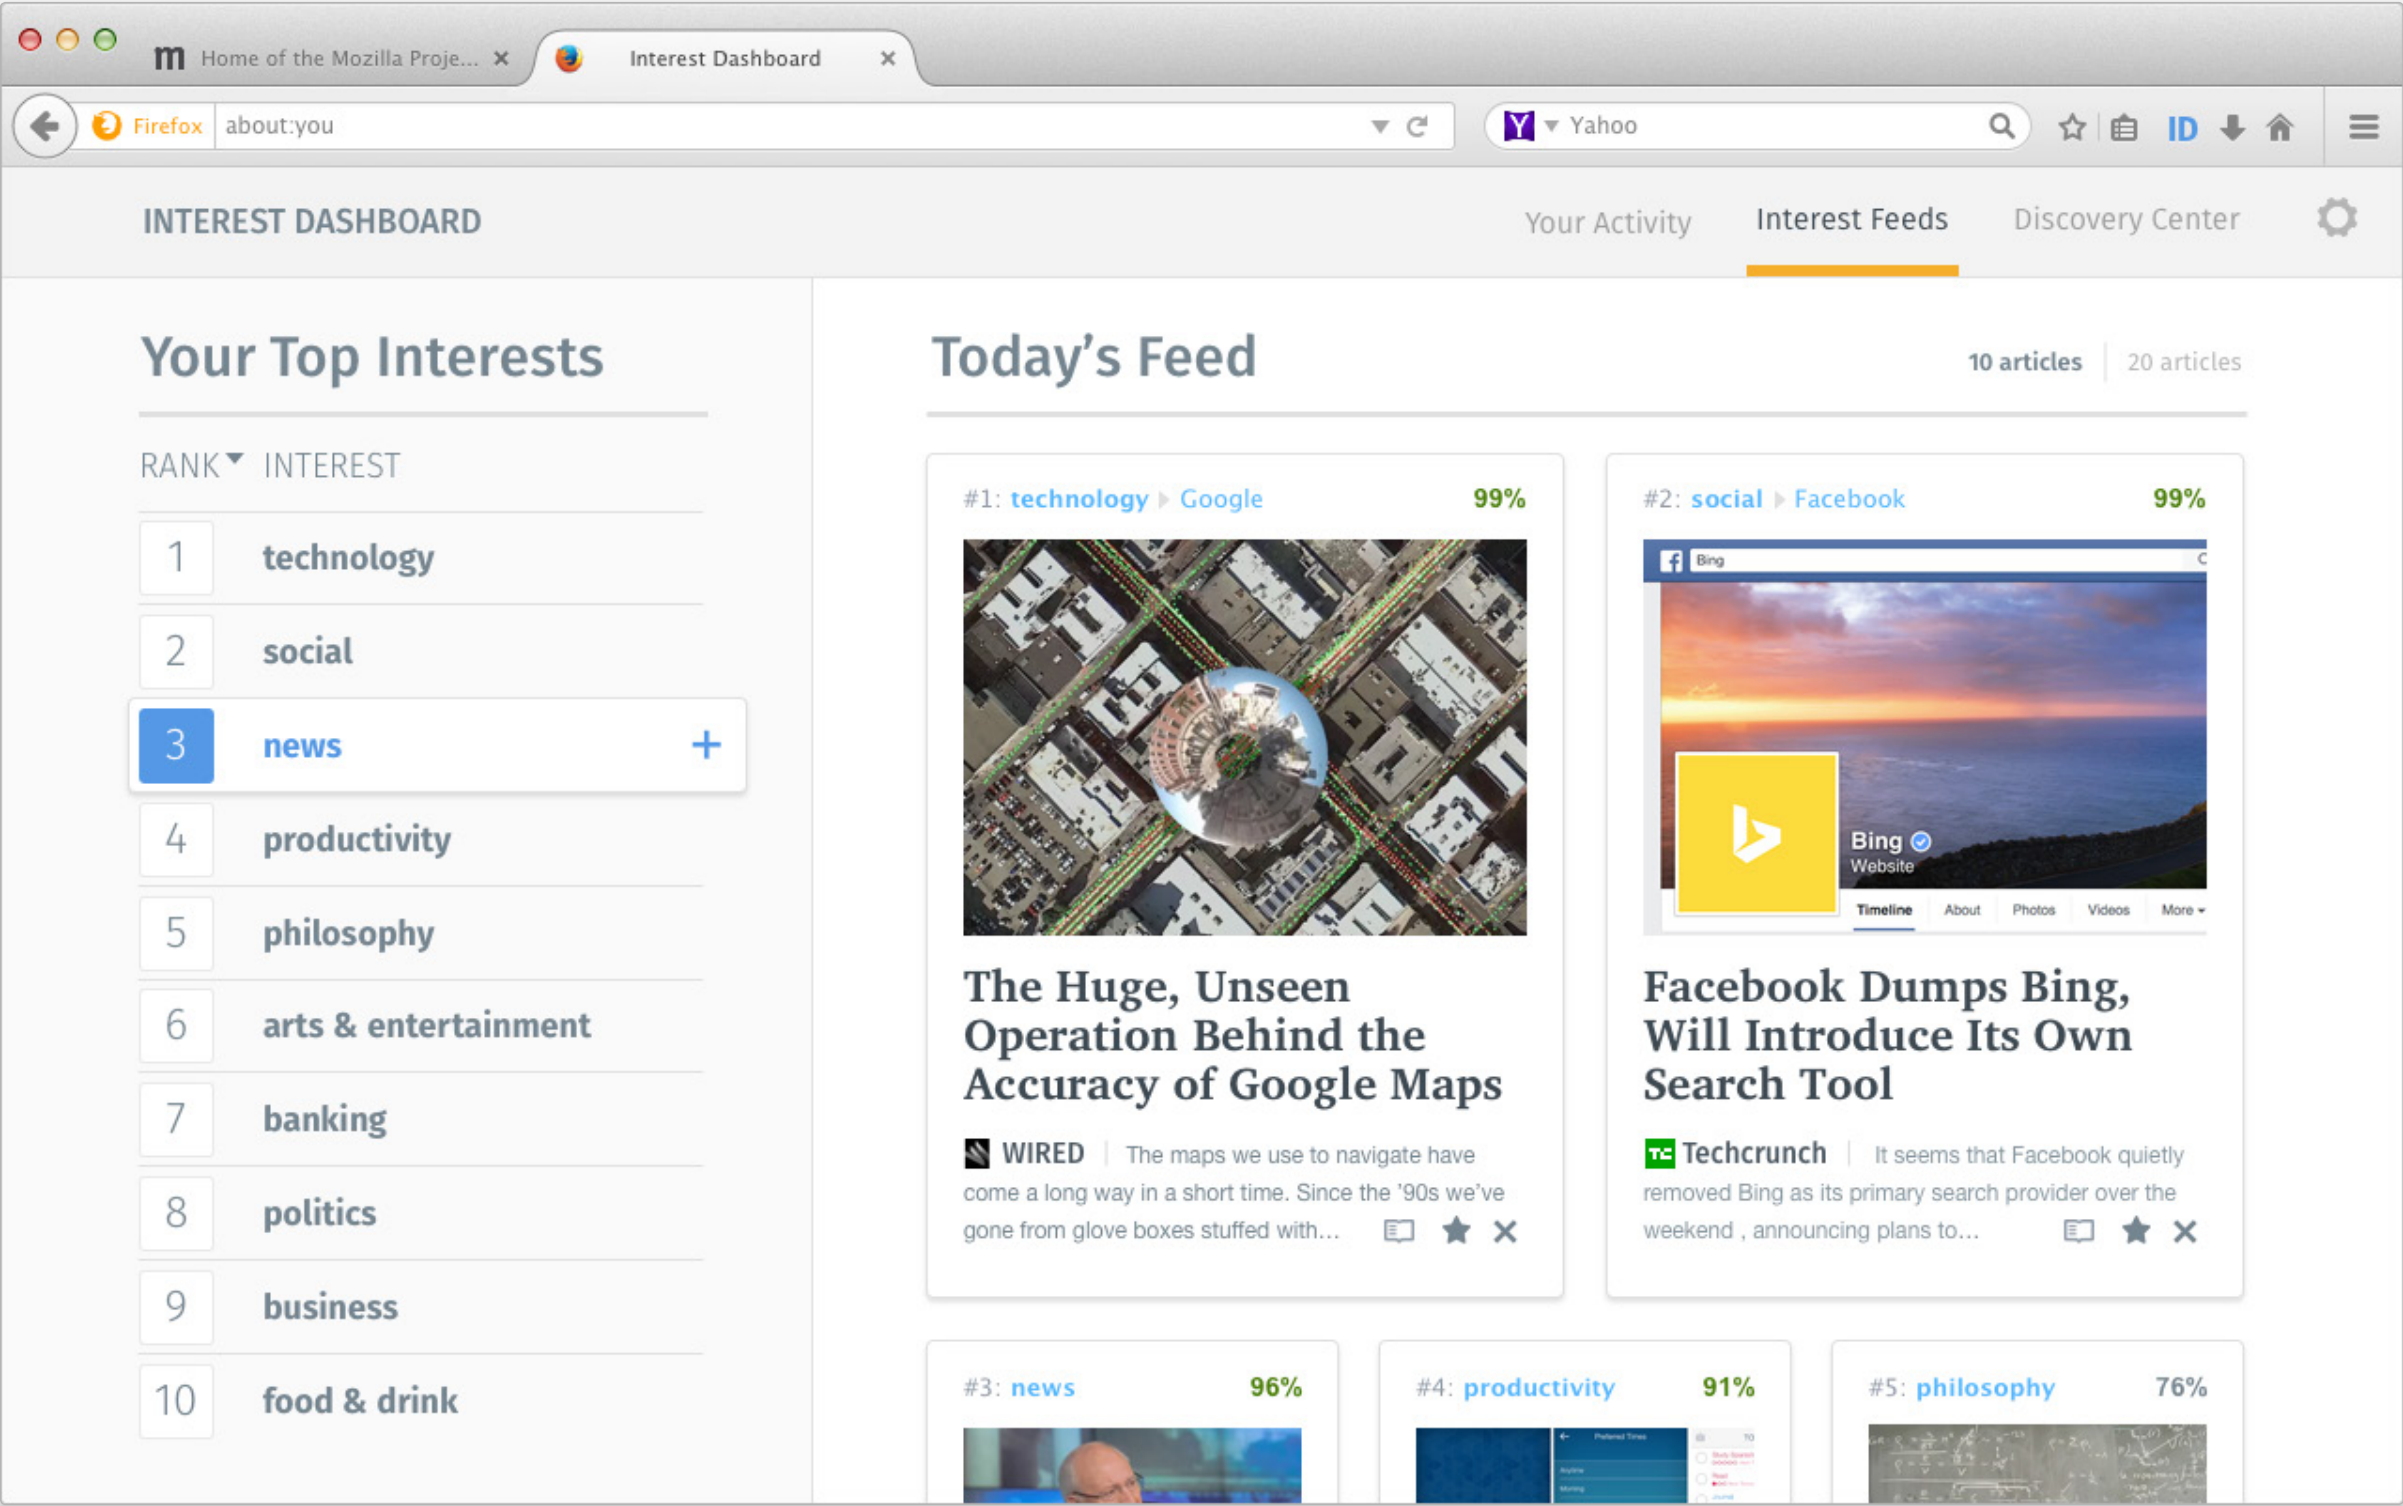 m Home of the Mozilla Proje...
Interest Dashboard
Firefox about:you
Y Yahoo
ID
INTEREST DASHBOARD
Your Activity
Interest Feeds
Discovery Center
Your Top Interests
RANK INTEREST
1 technology
2 social
3 news +
4 productivity
5 philosophy
6 arts & entertainment
7 banking
8 politics
9 business
10 food & drink
Today's Feed
10 articles
20 articles
#1: technology Google 99%
The Huge, Unseen
Operation Behind the
Accuracy of Google Maps
WIRED The maps we use to navigate have
come a long way in a short time. Since the '90s we've
gone from glove boxes stuffed with...
#2: social Facebook 99%
f Bing
Bing
Website
Timeline About Photos Videos More
Facebook Dumps Bing,
Will Introduce Its Own
Search Tool
TC Techcrunch It seems that Facebook quietly
removed Bing as its primary search provider over the
weekend , announcing plans to...
#3: news 96%
#4: productivity 91%
Preferred Times
Anytime
Morning
TO
#5: philosophy 76%